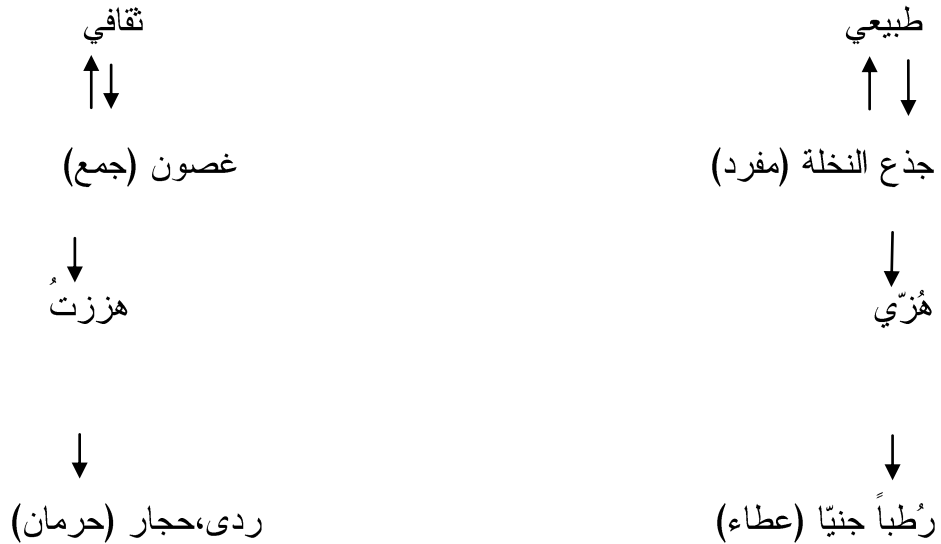 طبيعي ثقافي
جذع النخلة (مفرد) غصون (جمع)
هُزّي هززتُ
رُطباً جنيّا (عطاء) ردى،حجار (حرمان)